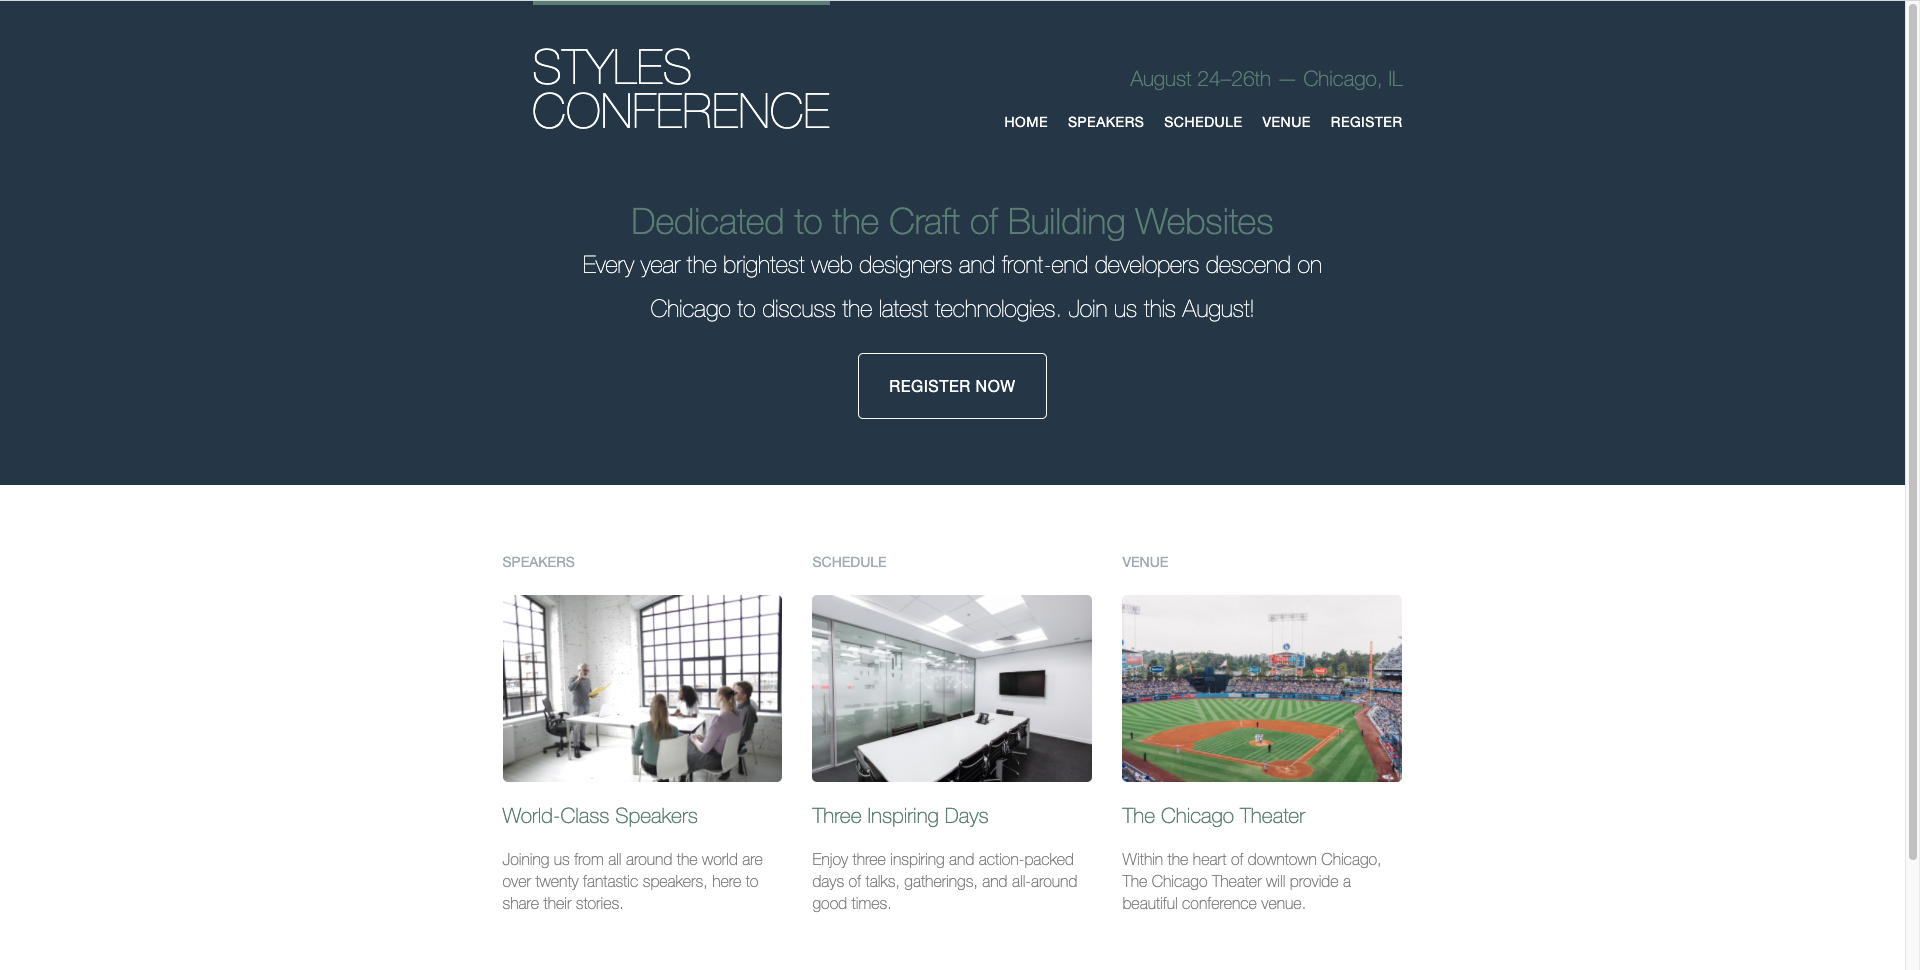 STYLES
CONFERENCE
August 24–26th — Chicago, IL
HOME SPEAKERS SCHEDULE VENUE REGISTER
Dedicated to the Craft of Building Websites
Every year the brightest web designers and front-end developers descend on
Chicago to discuss the latest technologies. Join us this August!
REGISTER NOW
SPEAKERS
World-Class Speakers
Joining us from all around the world are
over twenty fantastic speakers, here to
share their stories.
SCHEDULE
Three Inspiring Days
Enjoy three inspiring and action-packed
days of talks, gatherings, and all-around
good times.
VENUE
The Chicago Theater
Within the heart of downtown Chicago,
The Chicago Theater will provide a
beautiful conference venue.